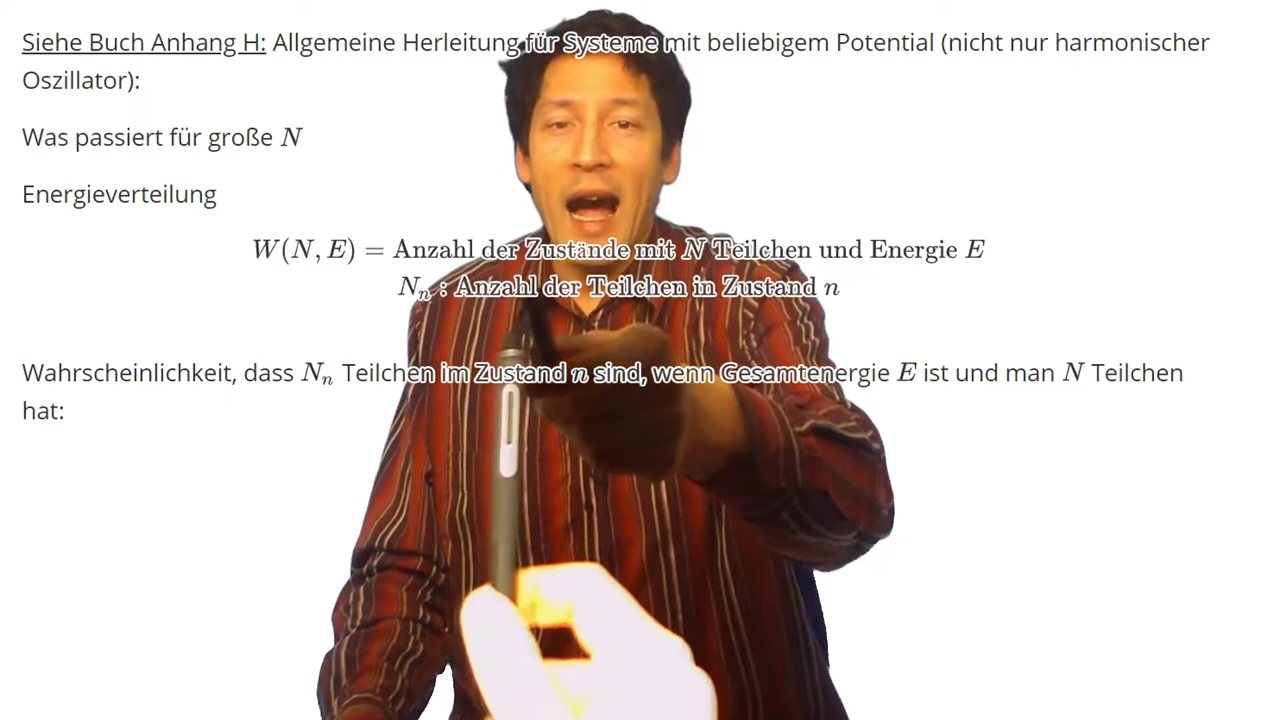 Siehe Buch Anhang H: Allgemeine Herleitung für Systeme mit beliebigem Potential (nicht nur harmonischer
Oszillator):
Was passiert für große N
Energieverteilung
W(N, E) = Anzahl der Zustände mit N Teilchen und Energie E
Nₙ : Anzahl der Teilchen in Zustand n
Wahrscheinlichkeit, dass Nₙ Teilchen im Zustand n sind, wenn Gesamtenergie E ist und man N Teilchen
hat: